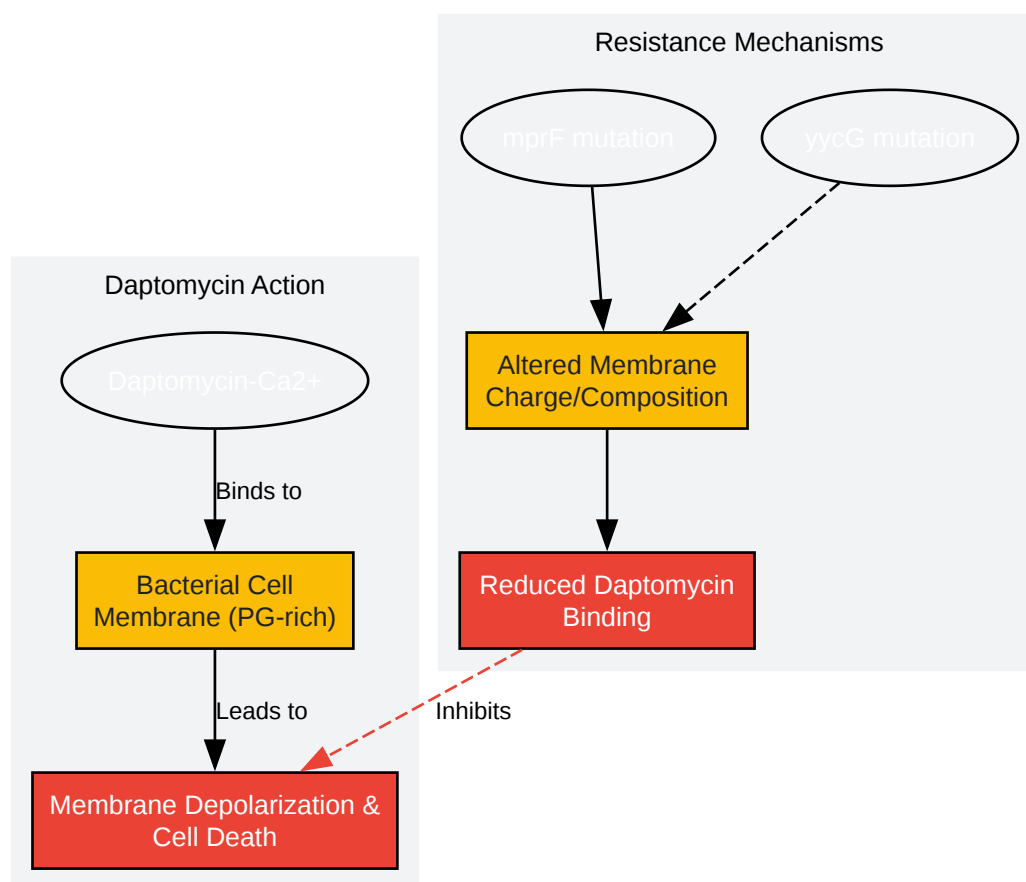 Resistance Mechanisms
mprF mutation
yycG mutation
Daptomycin Action
Daptomycin-Ca2+
Altered Membrane
Charge/Composition
Binds to
Bacterial Cell
Membrane (PG-rich)
Reduced Daptomycin
Binding
Leads to
Inhibits
Membrane Depolarization &
Cell Death